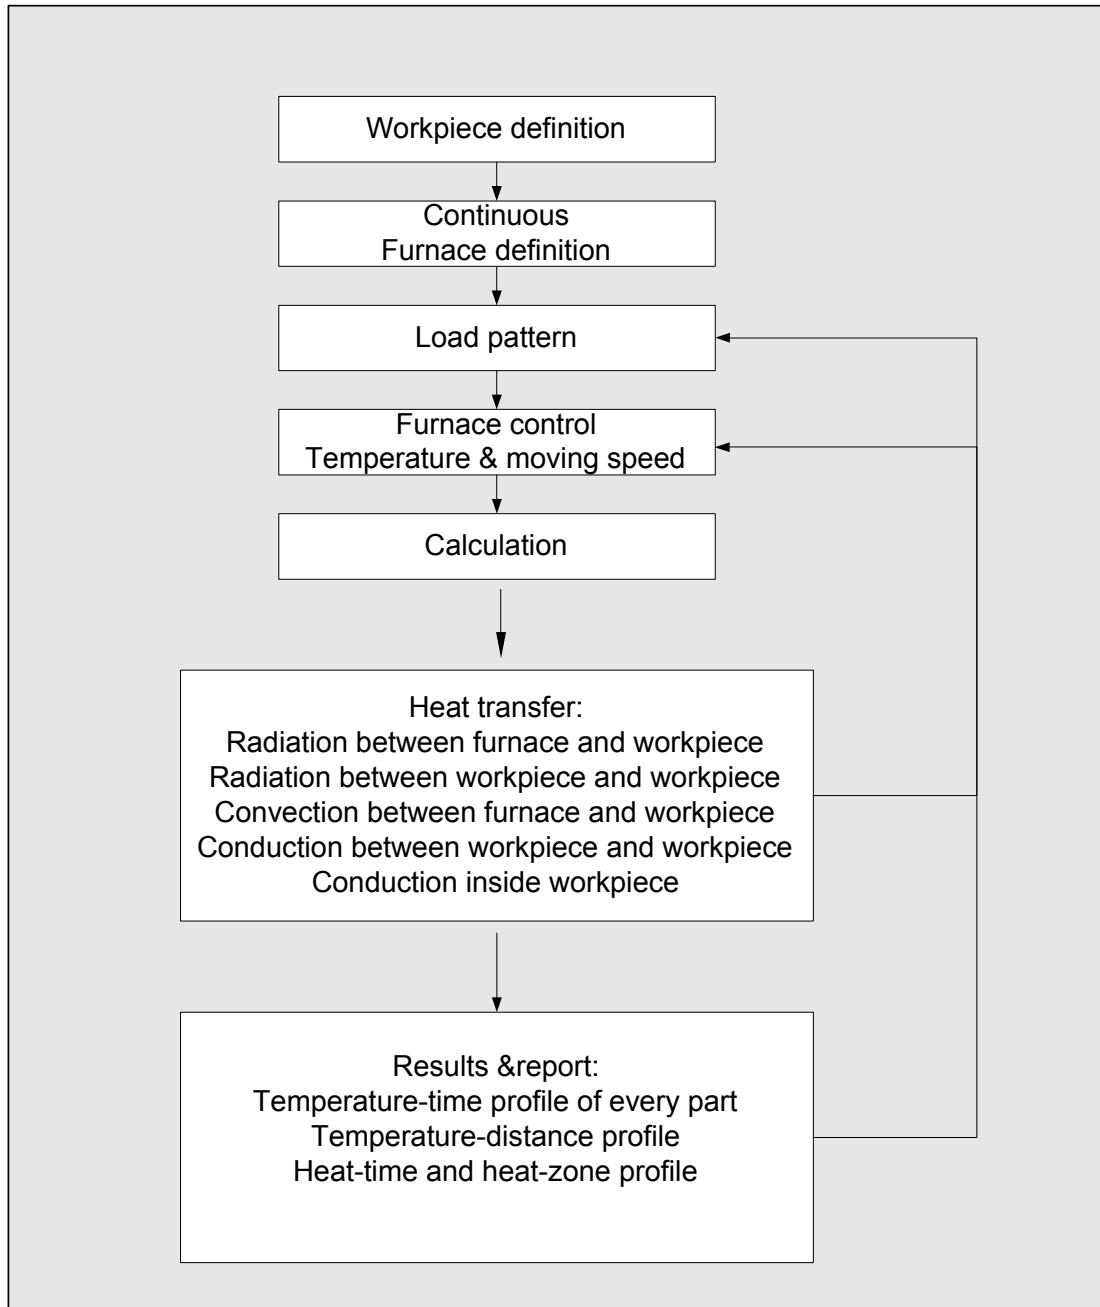 Workpiece definition
Continuous
Furnace definition
Load pattern
Furnace control
Temperature & moving speed
Calculation
Heat transfer:
Radiation between furnace and workpiece
Radiation between workpiece and workpiece
Convection between furnace and workpiece
Conduction between workpiece and workpiece
Conduction inside workpiece
Results &report:
Temperature-time profile of every part
Temperature-distance profile
Heat-time and heat-zone profile